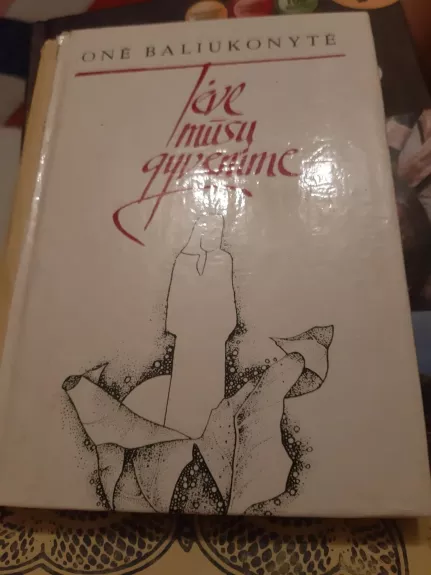 ONĖ BALIUKONYTĖ
Tėve
mūsų
gyvenime